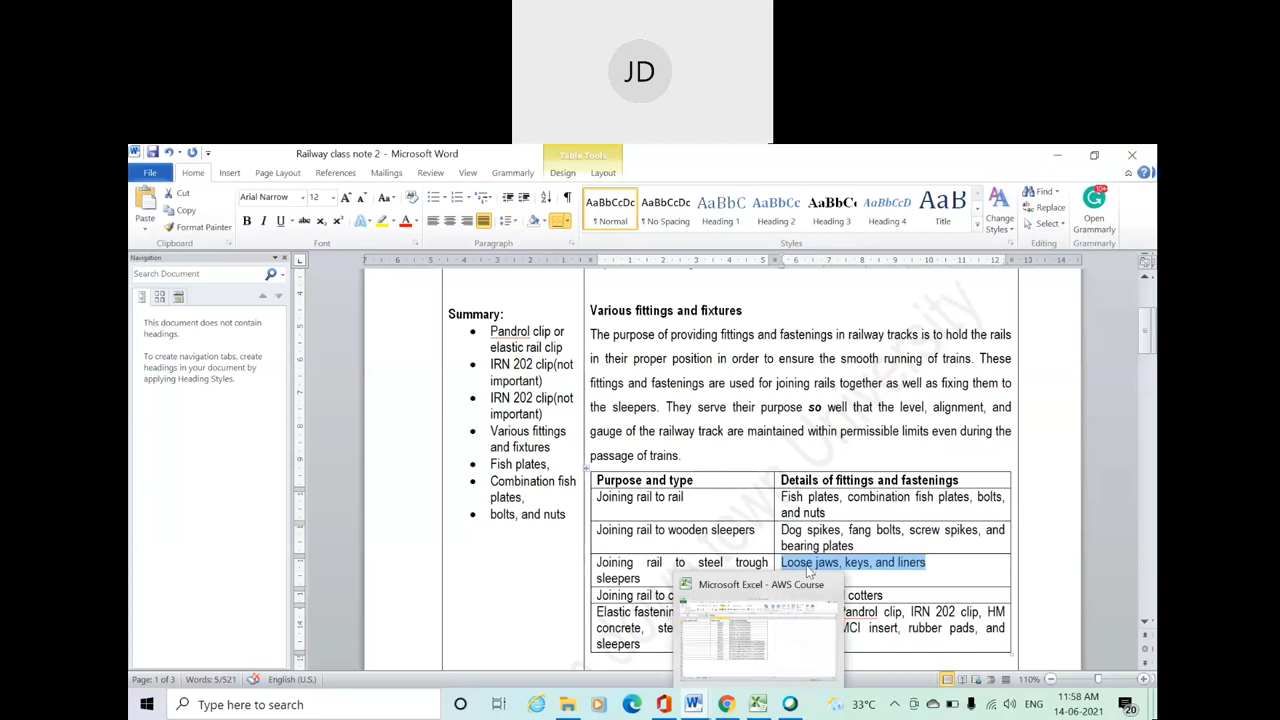 JD
Railway class note 2 - Microsoft Word
Table Tools
File
Home
Insert
Page Layout
References
Mailings
Review
View
Grammarly
Design
Layout
Paste
Cut
Copy
Format Painter
Clipboard
Arial Narrow
12
Font
Paragraph
AaBbCcDc
¶ Normal
AaBbCcDc
¶ No Spacing
AaBbC
Heading 1
AaBbCc
Heading 2
AaBbCc
Heading 3
AaBbCcD
Heading 4
AaB
Title
Change
Styles
Styles
Find
Replace
Select
Editing
Open
Grammarly
Grammarly
Navigation
Search Document
This document does not contain
headings.
To create navigation tabs, create
headings in your document by
applying Heading Styles.
Summary:
Pandrol clip or
elastic rail clip
IRN 202 clip(not
important)
IRN 202 clip(not
important)
Various fittings
and fixtures
Fish plates,
Combination fish
plates,
bolts, and nuts
Various fittings and fixtures
The purpose of providing fittings and fastenings in railway tracks is to hold the rails
in their proper position in order to ensure the smooth running of trains. These
fittings and fastenings are used for joining rails together as well as fixing them to
the sleepers. They serve their purpose so well that the level, alignment, and
gauge of the railway track are maintained within permissible limits even during the
passage of trains.
Purpose and type
Details of fittings and fastenings
Joining rail to rail
Fish plates, combination fish plates, bolts,
and nuts
Joining rail to wooden sleepers
Dog spikes, fang bolts, screw spikes, and
bearing plates
Joining rail to steel trough
sleepers
Loose jaws, keys, and liners
Joining rail to
cotters
Elastic
concrete,
sleepers
Pandrol clip, IRN 202 clip, HM
insert rubber pads, and
Microsoft Excel - AWS Course
Page: 1 of 3
Words: 5/521
English (U.S.)
110%
Type here to search
33°C
ENG
11:58 AM
14-06-2021
20